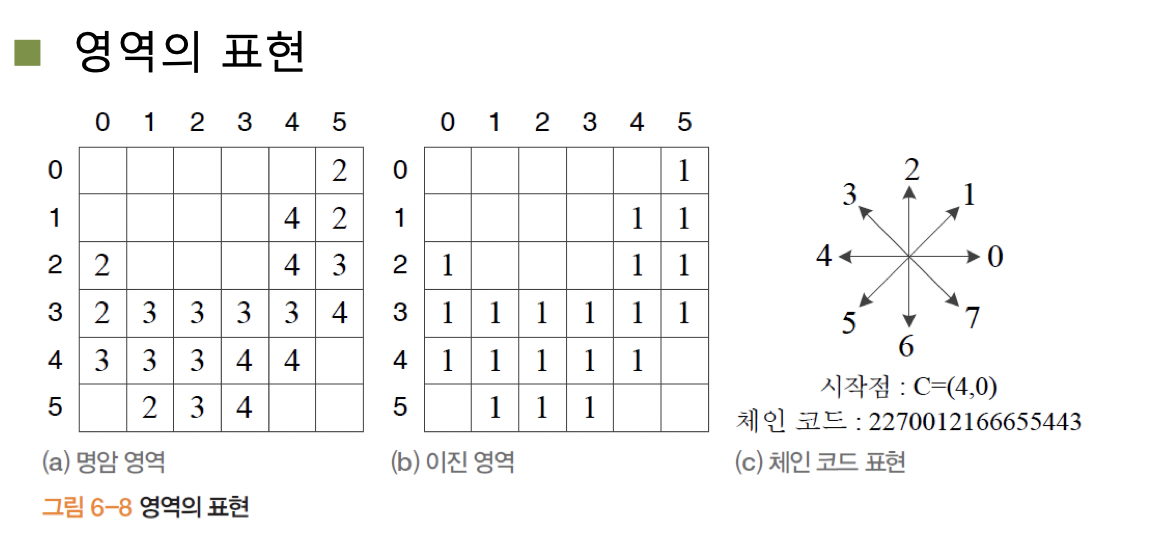 영역의 표현
0 1 2 3 4 5
0 2
1 4 2
2 2 4 3
3 2 3 3 3 3 4
4 3 3 3 4 4
5 2 3 4
(a) 명암 영역
0 1 2 3 4 5
0 1
1 1 1
2 1 1 1
3 1 1 1 1 1 1
4 1 1 1 1 1
5 1 1 1
(b) 이진 영역
2
3 1
4 0
5 7
6
시작점 : C=(4,0)
체인 코드 : 2270012166655443
(c) 체인 코드 표현
그림 6-8 영역의 표현